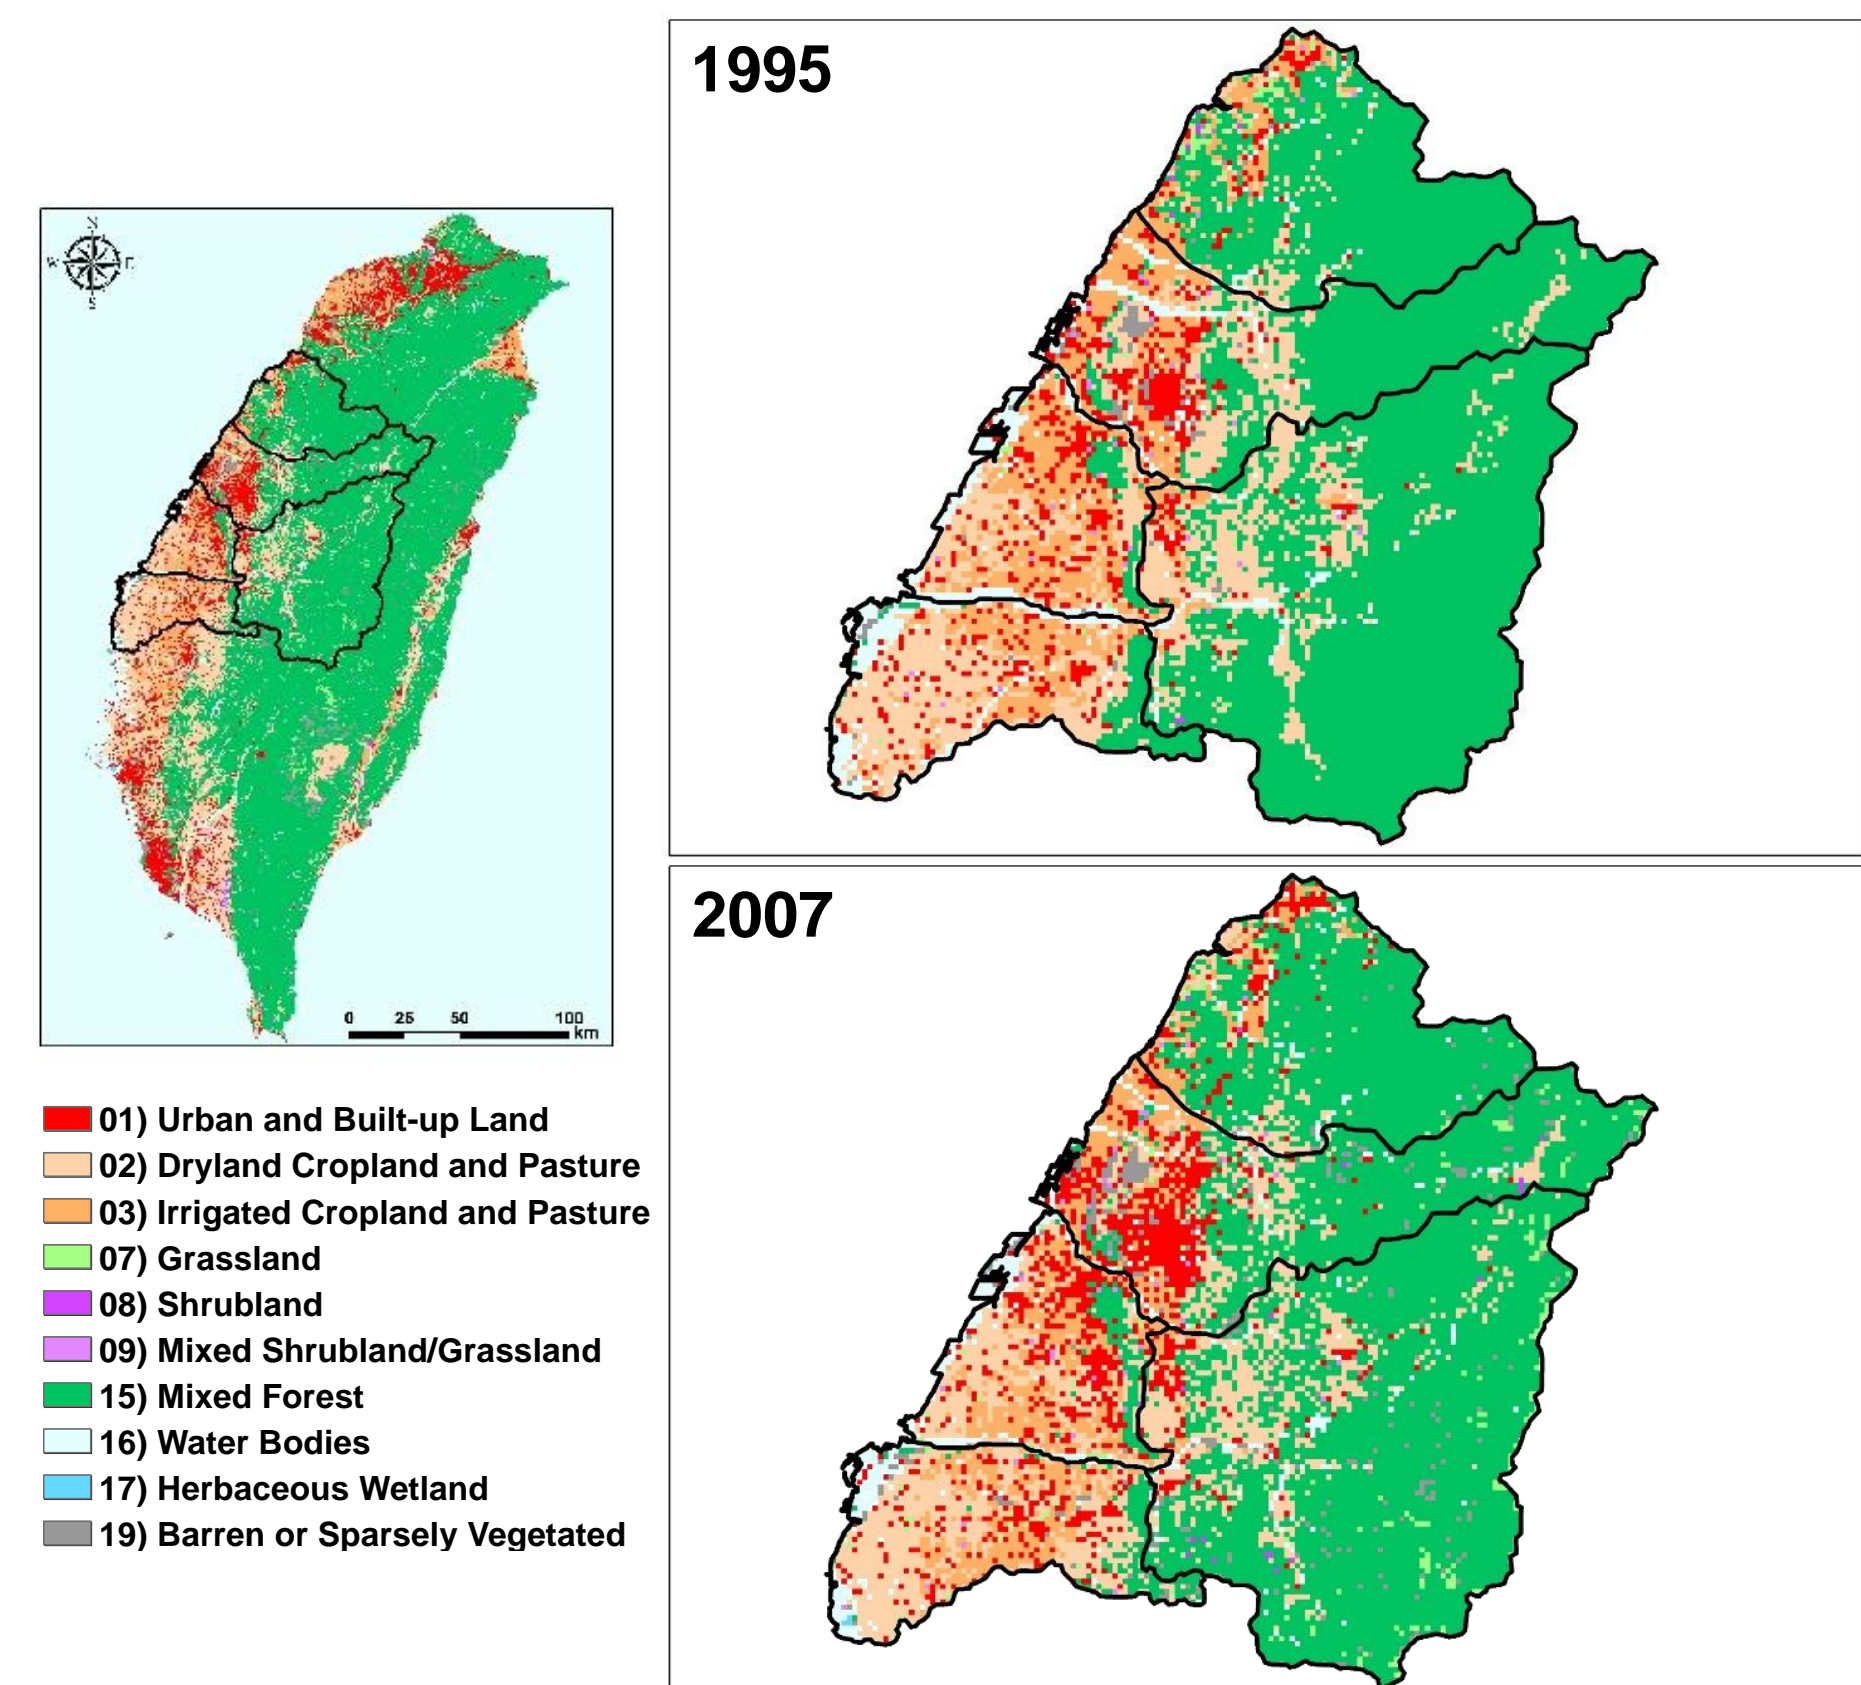 1995
N
W E
S
0 25 50 100
km
2007
01) Urban and Built-up Land
02) Dryland Cropland and Pasture
03) Irrigated Cropland and Pasture
07) Grassland
08) Shrubland
09) Mixed Shrubland/Grassland
15) Mixed Forest
16) Water Bodies
17) Herbaceous Wetland
19) Barren or Sparsely Vegetated